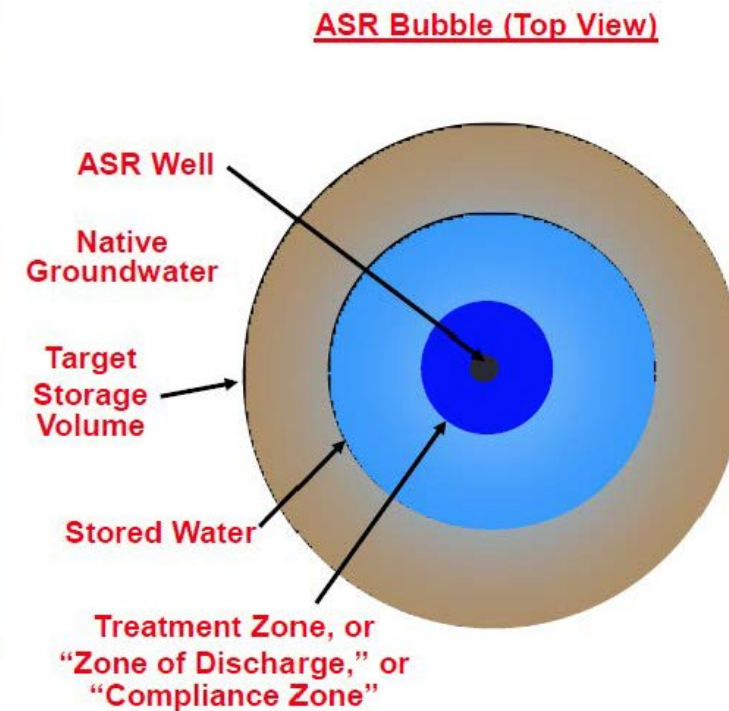 ASR Bubble (Top View)
ASR Well
Native
Groundwater
Target
Storage
Volume
Stored Water
Treatment Zone, or
“Zone of Discharge,” or
“Compliance Zone”